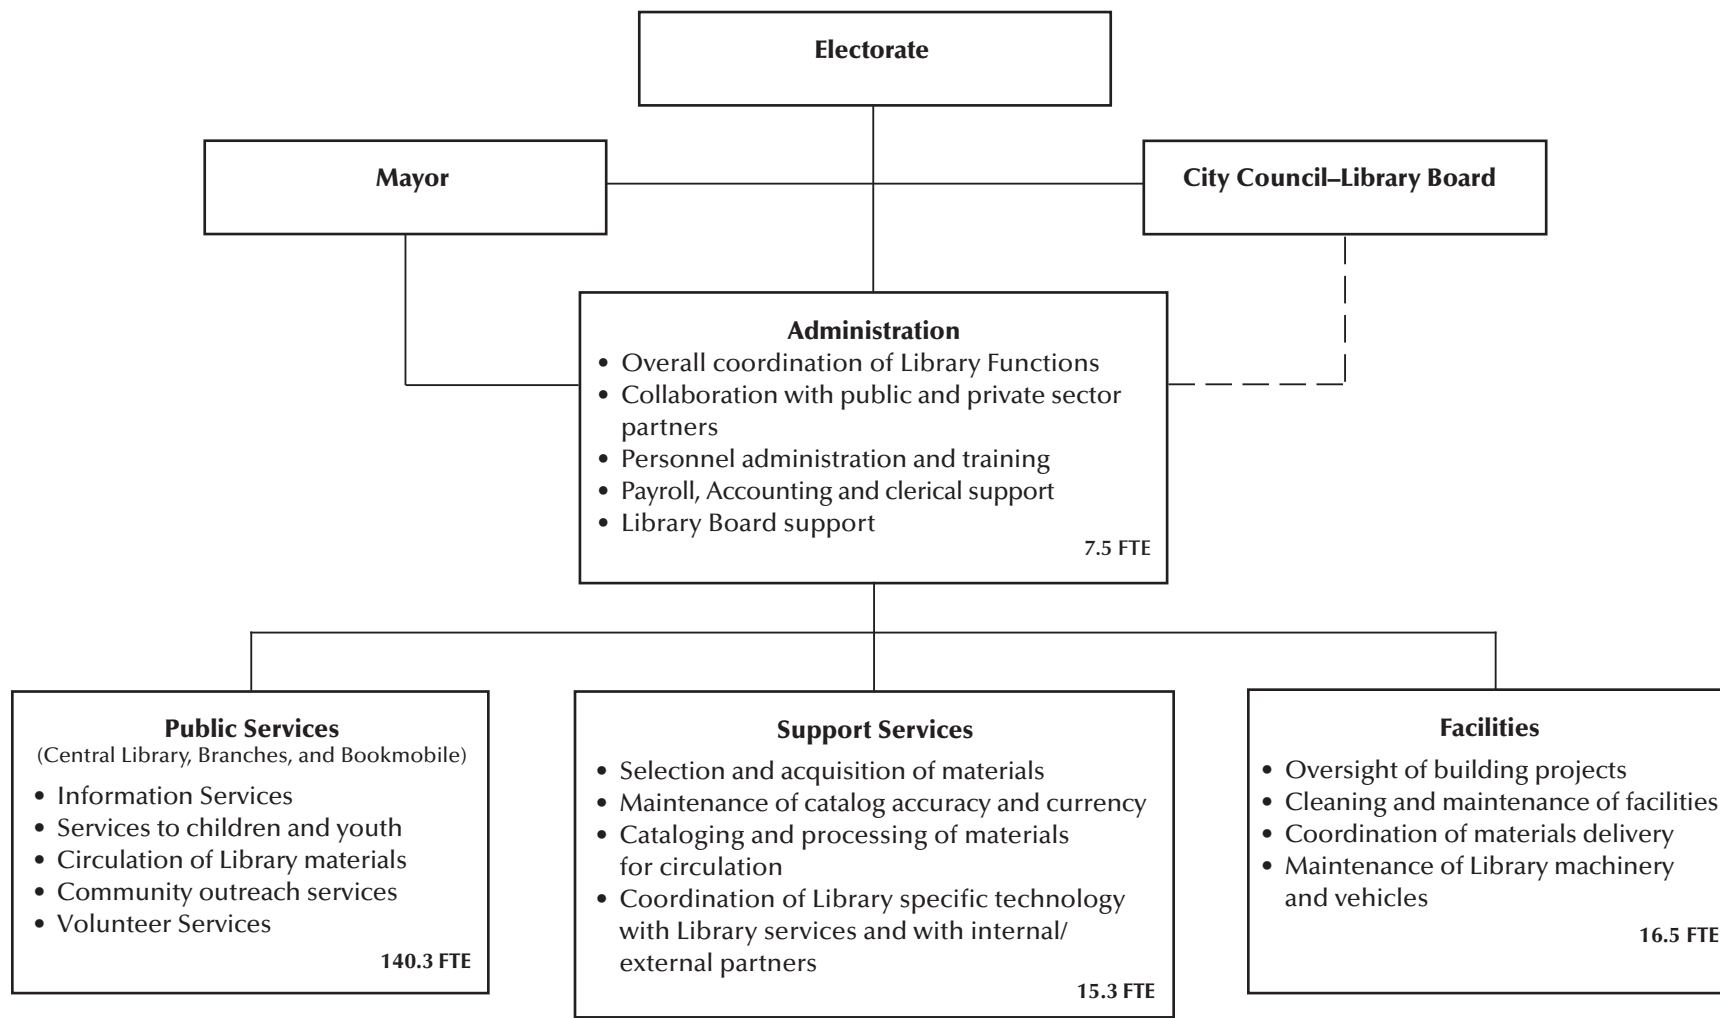 Electorate
Mayor
City Council–Library Board
Administration
• Overall coordination of Library Functions
• Collaboration with public and private sector
partners
• Personnel administration and training
• Payroll, Accounting and clerical support
• Library Board support
7.5 FTE
Public Services
(Central Library, Branches, and Bookmobile)
• Information Services
• Services to children and youth
• Circulation of Library materials
• Community outreach services
• Volunteer Services
140.3 FTE
Support Services
• Selection and acquisition of materials
• Maintenance of catalog accuracy and currency
• Cataloging and processing of materials
for circulation
• Coordination of Library specific technology
with Library services and with internal/
external partners
15.3 FTE
Facilities
• Oversight of building projects
• Cleaning and maintenance of facilities
• Coordination of materials delivery
• Maintenance of Library machinery
and vehicles
16.5 FTE